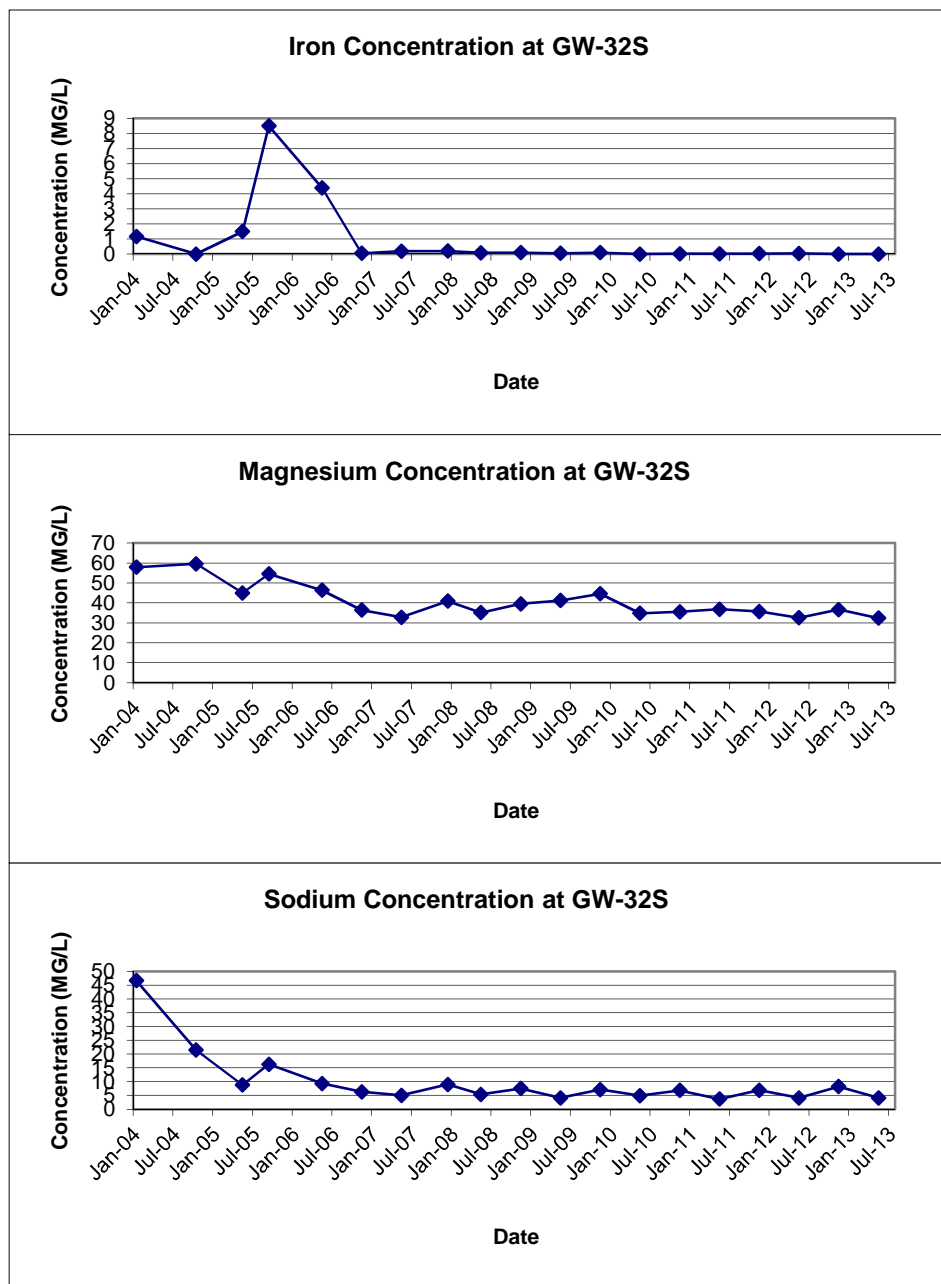 Iron Concentration at GW-32S
Concentration (MG/L)
9
8
7
6
5
4
3
2
1
0
Jan-04
Jul-04
Jan-05
Jul-05
Jan-06
Jul-06
Jan-07
Jul-07
Jan-08
Jul-08
Jan-09
Jul-09
Jan-10
Jul-10
Jan-11
Jul-11
Jan-12
Jul-12
Jan-13
Jul-13
Date
Magnesium Concentration at GW-32S
Concentration (MG/L)
70
60
50
40
30
20
10
0
Jan-04
Jul-04
Jan-05
Jul-05
Jan-06
Jul-06
Jan-07
Jul-07
Jan-08
Jul-08
Jan-09
Jul-09
Jan-10
Jul-10
Jan-11
Jul-11
Jan-12
Jul-12
Jan-13
Jul-13
Date
Sodium Concentration at GW-32S
Concentration (MG/L)
50
45
40
35
30
25
20
15
10
5
0
Jan-04
Jul-04
Jan-05
Jul-05
Jan-06
Jul-06
Jan-07
Jul-07
Jan-08
Jul-08
Jan-09
Jul-09
Jan-10
Jul-10
Jan-11
Jul-11
Jan-12
Jul-12
Jan-13
Jul-13
Date